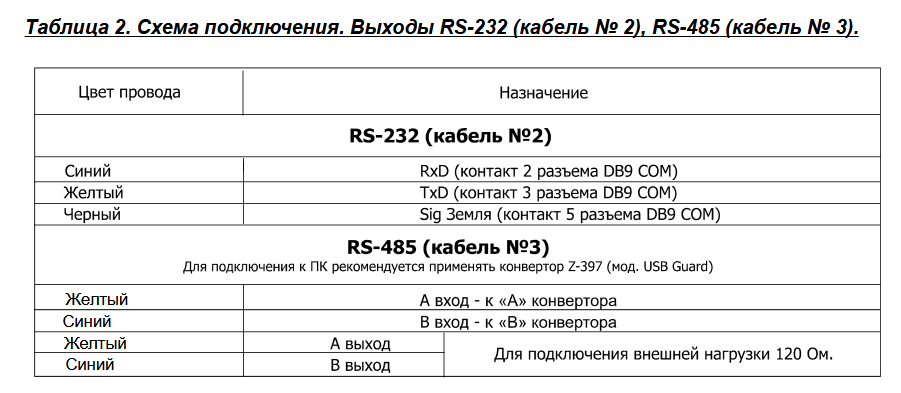 Таблица 2. Схема подключения. Выходы RS-232 (кабель № 2), RS-485 (кабель № 3).
Цвет провода Назначение
RS-232 (кабель №2)
Синий RxD (контакт 2 разъема DB9 COM)
Желтый TxD (контакт 3 разъема DB9 COM)
Черный Sig Земля (контакт 5 разъема DB9 COM)
RS-485 (кабель №3)
Для подключения к ПК рекомендуется применять конвертор Z-397 (мод. USB Guard)
Желтый А вход - к «А» конвертора
Синий В вход - к «В» конвертора
Желтый А выход
Для подключения внешней нагрузки 120 Ом.
Синий В выход